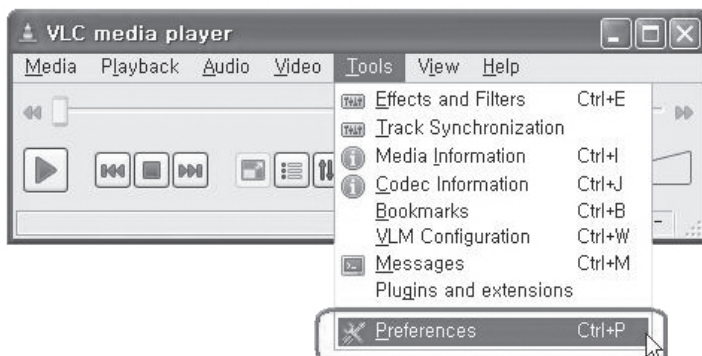 VLC media player
Media Playback Audio Video Tools View Help
Effects and Filters Ctrl+E
Track Synchronization
Media Information Ctrl+I
Codec Information Ctrl+J
Bookmarks Ctrl+B
VLM Configuration Ctrl+W
Messages Ctrl+M
Plugins and extensions
Preferences Ctrl+P